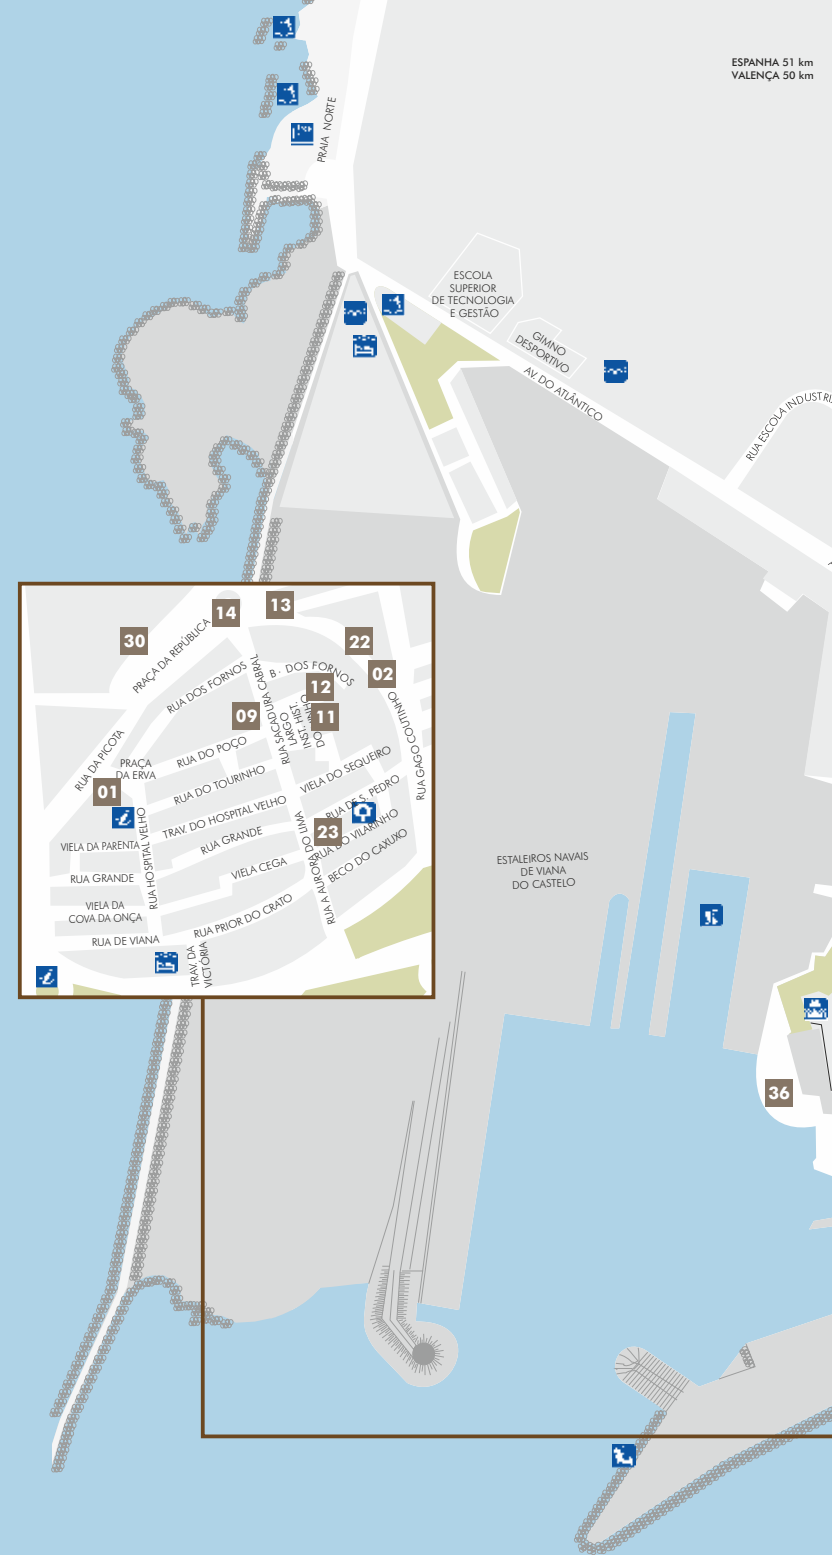 ESPANHA 51 km
VALENÇA 50 km
PRAIA NORTE
ESCOLA
SUPERIOR
DE TECNOLOGIA
E GESTÃO
GIMNO
DESPORTIVO
AV. DO ATLÂNTICO
RUA ESCOLA INDUSTRI
14
13
30
22
02
12
09
11
PRAÇA DA REPÚBLICA
RUA DOS FORNOS
B. DOS FORNOS
RUA SACADURA CABRAL
LARGO
INST. HIST.
RUA GAGO COUTINHO
RUA DA PICOTA
PRAÇA
DA ERVA
RUA DO POÇO
RUA DO TOURINHO
VIELA DO SEQUEIRO
01
TRAV. DO HOSPITAL VELHO
RUA DE S. PEDRO
23
RUA DO VILARINHO
BECO DO CAXUXO
VIELA DA PARENTA
RUA HOSPITAL VELHO
RUA GRANDE
RUA GRANDE
VIELA CEGA
RUA A AURORA DO LIMA
VIELA DA
COVA DA ONÇA
RUA PRIOR DO CRATO
RUA DE VIANA
TRAV. DA
VICTÓRIA
ESTALEIROS NAVAIS
DE VIANA
DO CASTELO
36